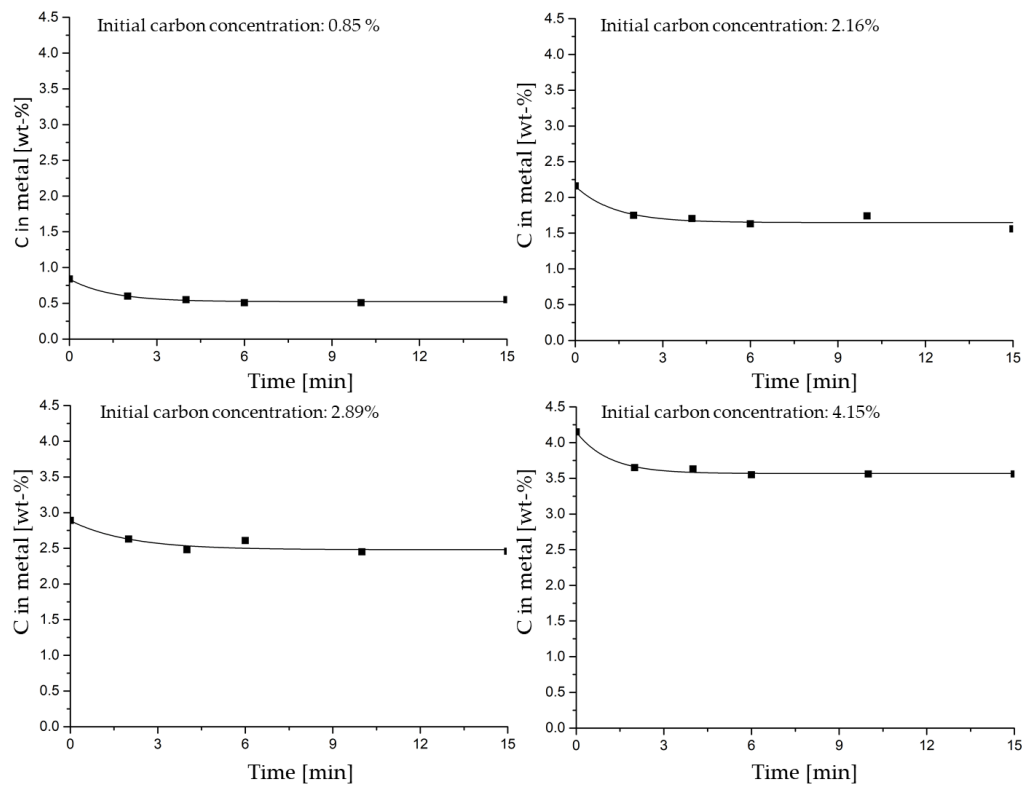 Initial carbon concentration: 0.85 %
C in metal [wt-%]
4.5
4.0
3.5
3.0
2.5
2.0
1.5
1.0
0.5
0.0
0 3 6 9 12 15
Time [min]
Initial carbon concentration: 2.16%
C in metal [wt-%]
4.5
4.0
3.5
3.0
2.5
2.0
1.5
1.0
0.5
0.0
0 3 6 9 12 15
Time [min]
Initial carbon concentration: 2.89%
C in metal [wt-%]
4.5
4.0
3.5
3.0
2.5
2.0
1.5
1.0
0.5
0.0
0 3 6 9 12 15
Time [min]
Initial carbon concentration: 4.15%
C in metal [wt-%]
4.5
4.0
3.5
3.0
2.5
2.0
1.5
1.0
0.5
0.0
0 3 6 9 12 15
Time [min]